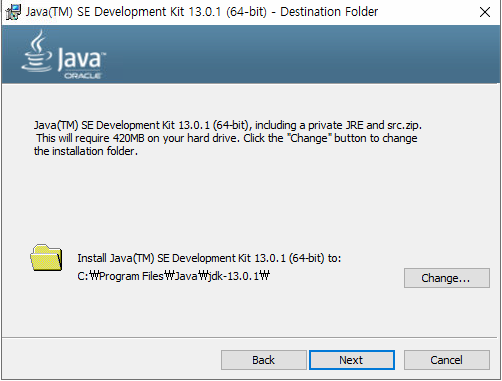 Java(TM) SE Development Kit 13.0.1 (64-bit) - Destination Folder
Java™
ORACLE
Java(TM) SE Development Kit 13.0.1 (64-bit), including a private JRE and src.zip.
This will require 420MB on your hard drive. Click the "Change" button to change
the installation folder.
Install Java(TM) SE Development Kit 13.0.1 (64-bit) to:
C:₩Program Files₩Java₩jdk-13.0.1₩
Change...
Back
Next
Cancel